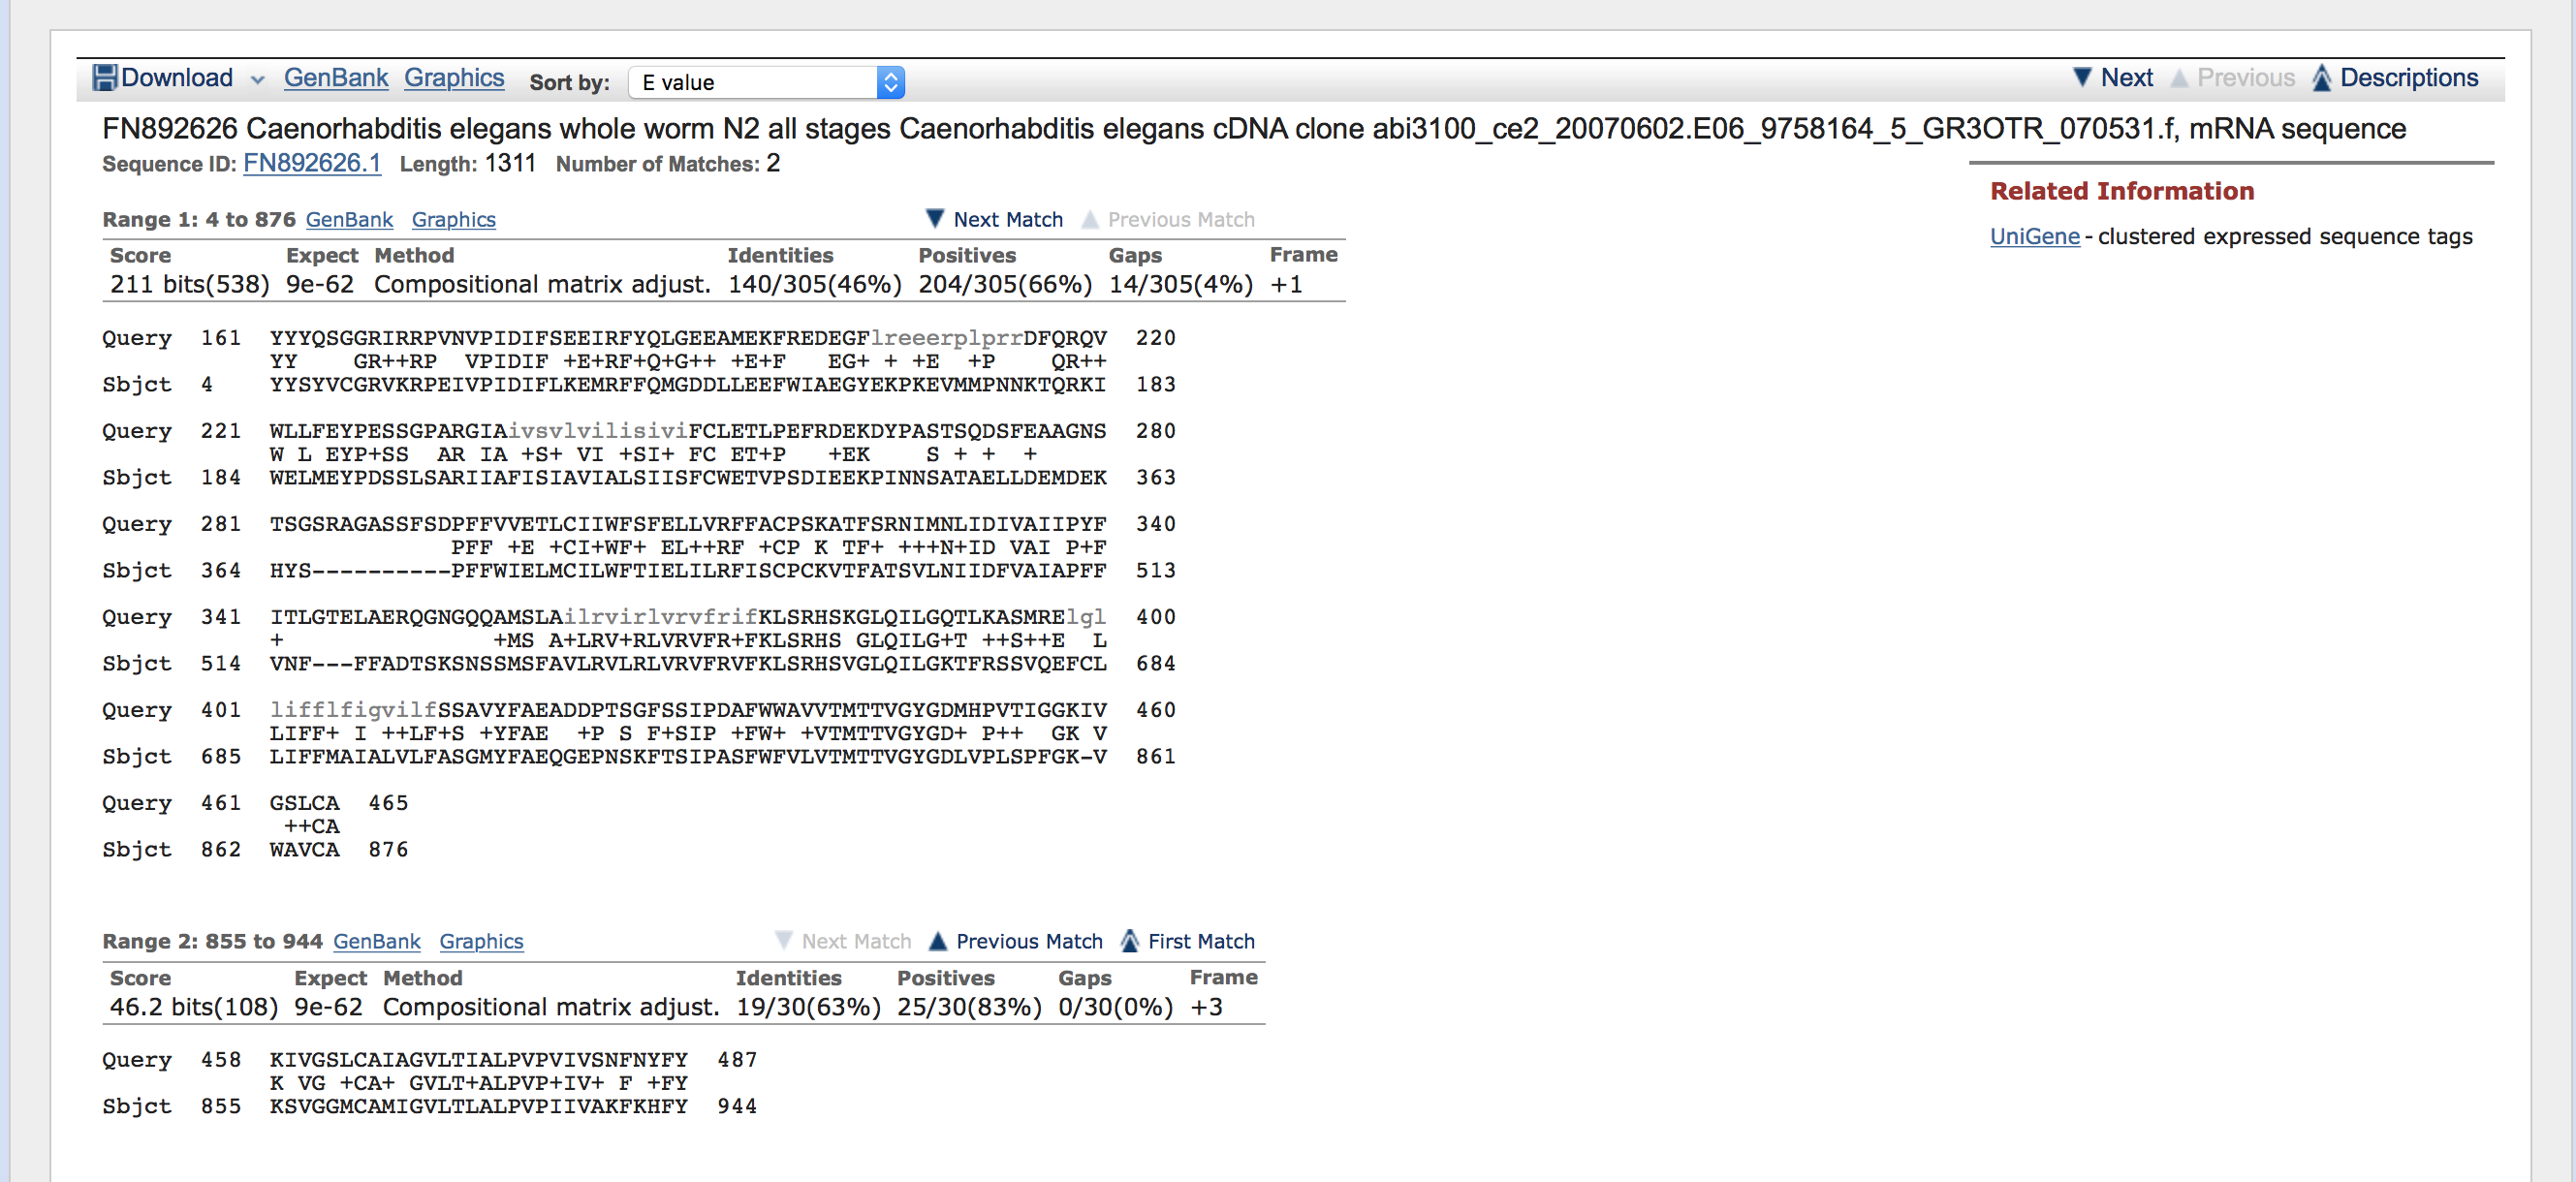 Download GenBank Graphics Sort by: E value Next Previous Descriptions
FN892626 Caenorhabditis elegans whole worm N2 all stages Caenorhabditis elegans cDNA clone abi3100_ce2_20070602.E06_9758164_5_GR3OTR_070531.f, mRNA sequence
Sequence ID: FN892626.1 Length: 1311 Number of Matches: 2
Related Information
UniGene - clustered expressed sequence tags
Range 1: 4 to 876 GenBank Graphics Next Match Previous Match
Score Expect Method Identities Positives Gaps Frame
211 bits(538) 9e-62 Compositional matrix adjust. 140/305(46%) 204/305(66%) 14/305(4%) +1
Query 161 YYYQSGGRIRRPVNVPIDIFSEEIRFYQLGEEAMEKFREDEGFlreeerplprrDFQRQV 220
YY    GR++RP  VPIDIF +E+RF+Q+G++ +E+F   EG+ + +E  +P    QR++
Sbjct 4 YYSYVCGRVKRPEIVPIDIFLKEMRFFQMGDDLLEEFWIAEGYEKPKEVMMPNNKTQRKI 183
Query 221 WLLFEYPESSGPARGIAivsvlvilisiviFCLETLPEFRDEKDYPASTSQDSFEAAGNS 280
W L EYP+SS  AR IA +S+ VI +SI+ FC ET+P   +EK    S + +  +
Sbjct 184 WELMEYPDSSLSARIIAFISIAVIALSIISFCWETVPSDIEEKPINNSATAELLDEMDEK 363
Query 281 TSGSRAGASSFSDPFFVVETLCIIWFSFELLVRFFACPSKATFSRNIMNLIDIVAIIPYF 340
PFF +E +CI+WF+ EL++RF +CP K TF+ +++N+ID VAI P+F
Sbjct 364 HYS----------PFFWIELMCILWFTIELILRFISCPCKVTFATSVLNIIDFVAIAPFF 513
Query 341 ITLGTELAERQGNGQQAMSLAilrvirlvrvfrifKLSRHSKGLQILGQTLKASMRElgl 400
+               +MS A+LRV+RLVRVFR+FKLSRHS GLQILG+T ++S++E  L
Sbjct 514 VNF---FFADTSKSNSSMSFAVLRVLRLVRVFRVFKLSRHSVGLQILGKTFRSSVQEFCL 684
Query 401 lifflfigvilfSSAVYFAEADDPTSGFSSIPDAFWWAVVTMTTVGYGDMHPVTIGGKIV 460
LIFF+ I ++LF+S +YFAE  +P S F+SIP +FW+ +VTMTTVGYGD+ P++  GK V
Sbjct 685 LIFFMAIALVLFASGMYFAEQGEPNSKFTSIPASFWFVLVTMTTVGYGDLVPLSPFGK-V 861
Query 461 GSLCA 465
++CA
Sbjct 862 WAVCA 876
Range 2: 855 to 944 GenBank Graphics Next Match Previous Match First Match
Score Expect Method Identities Positives Gaps Frame
46.2 bits(108) 9e-62 Compositional matrix adjust. 19/30(63%) 25/30(83%) 0/30(0%) +3
Query 458 KIVGSLCAIAGVLTIALPVPVIVSNFNYFY 487
K VG +CA+ GVLT+ALPVP+IV+ F +FY
Sbjct 855 KSVGGMCAMIGVLTLALPVPIIVAKFKHFY 944